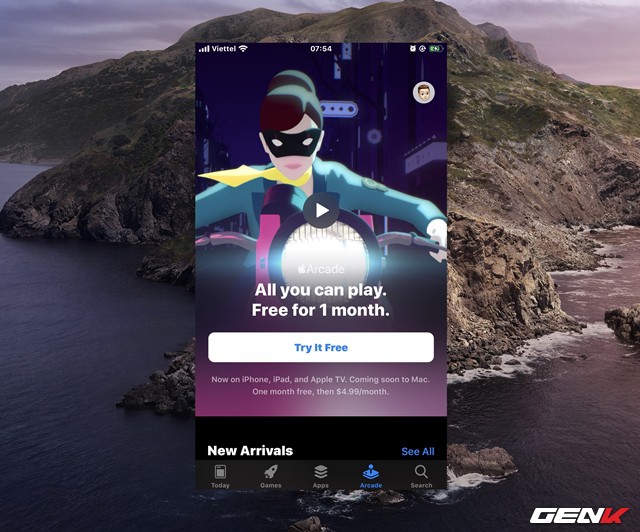 Viettel
07:54
Arcade
All you can play.
Free for 1 month.
Try It Free
Now on iPhone, iPad, and Apple TV. Coming soon to Mac.
One month free, then $4.99/month.
New Arrivals
See All
Today
Games
Apps
Arcade
Search
GENK